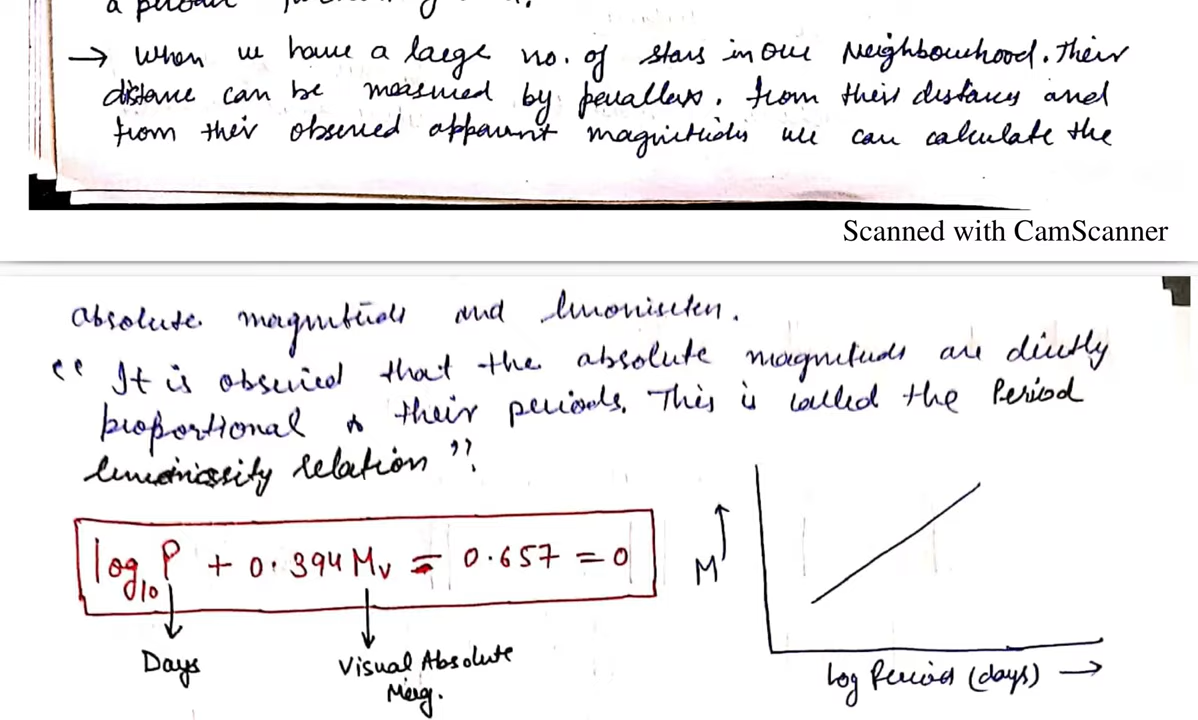 → When we have a large no. of stars in our Neighbourhood. Their
distance can be measured by parallax. from their distances and
from their observed apparent magnitudes we can calculate the
Scanned with CamScanner
absolute magnitudes and
“ It is observed that the absolute magnitudes are directly
proportional to their periods. This is called the Period
relation ”
log₁₀ P + 0.394 Mv = 0.657 = 0
Days
Visual Absolute
Mag.
M
Log Period (days) →